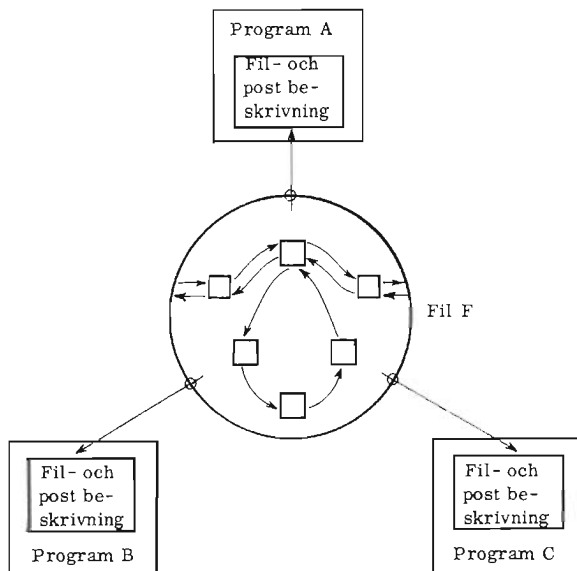 Program A
Fil- och
post be-
skrivning
Fil F
Fil- och
post be-
skrivning
Program B
Fil- och
post be-
skrivning
Program C